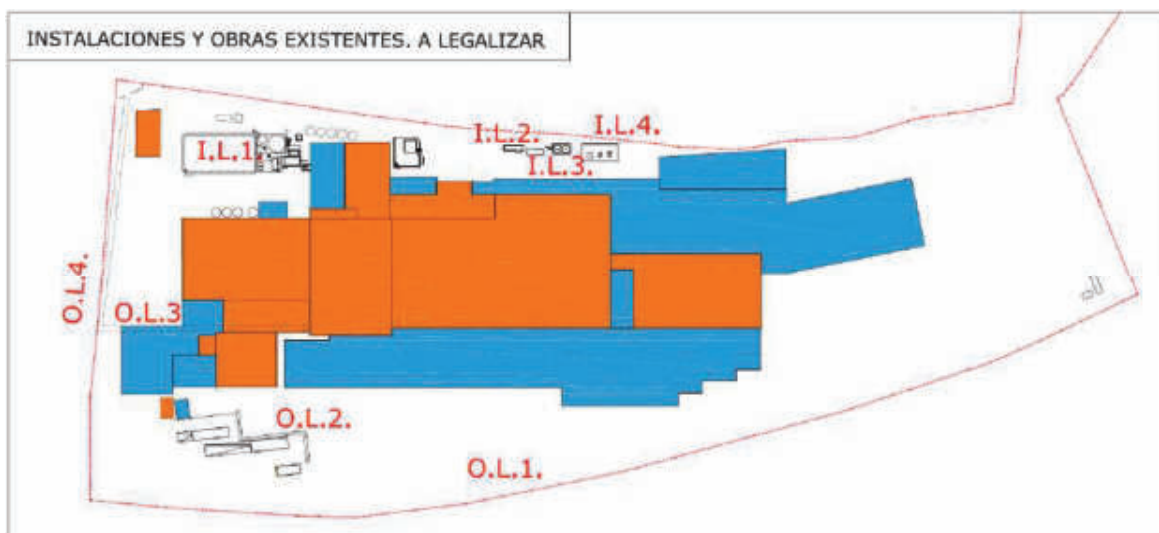 INSTALACIONES Y OBRAS EXISTENTES. A LEGALIZAR
I.L.2.
I.L.4.
I.L.1.
I.L.3.
O.L.4.
O.L.3
O.L.2.
O.L.1.